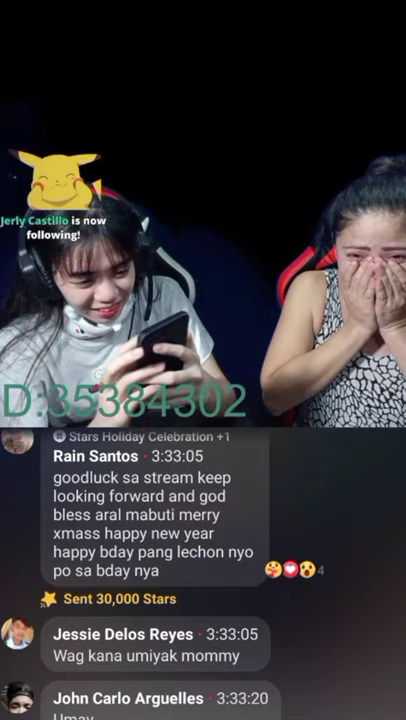 Jerly Castillo is now
following!
D:35384302
Stars Holiday Celebration +1
Rain Santos · 3:33:05
goodluck sa stream keep
looking forward and god
bless aral mabuti merry
xmass happy new year
happy bday pang lechon nyo
po sa bday nya
4
Sent 30,000 Stars
Jessie Delos Reyes · 3:33:05
Wag kana umiyak mommy
John Carlo Arguelles · 3:33:20
Umay